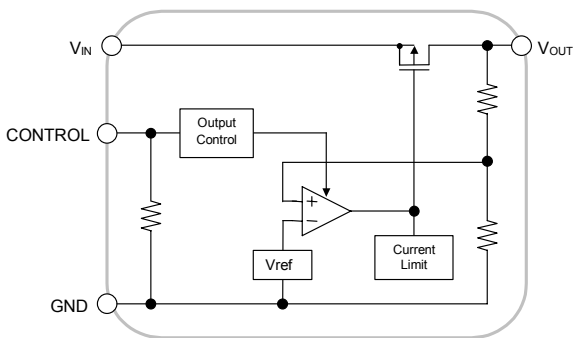 VIN
VOUT
CONTROL
Output
Control
+
−
Vref
Current
Limit
GND